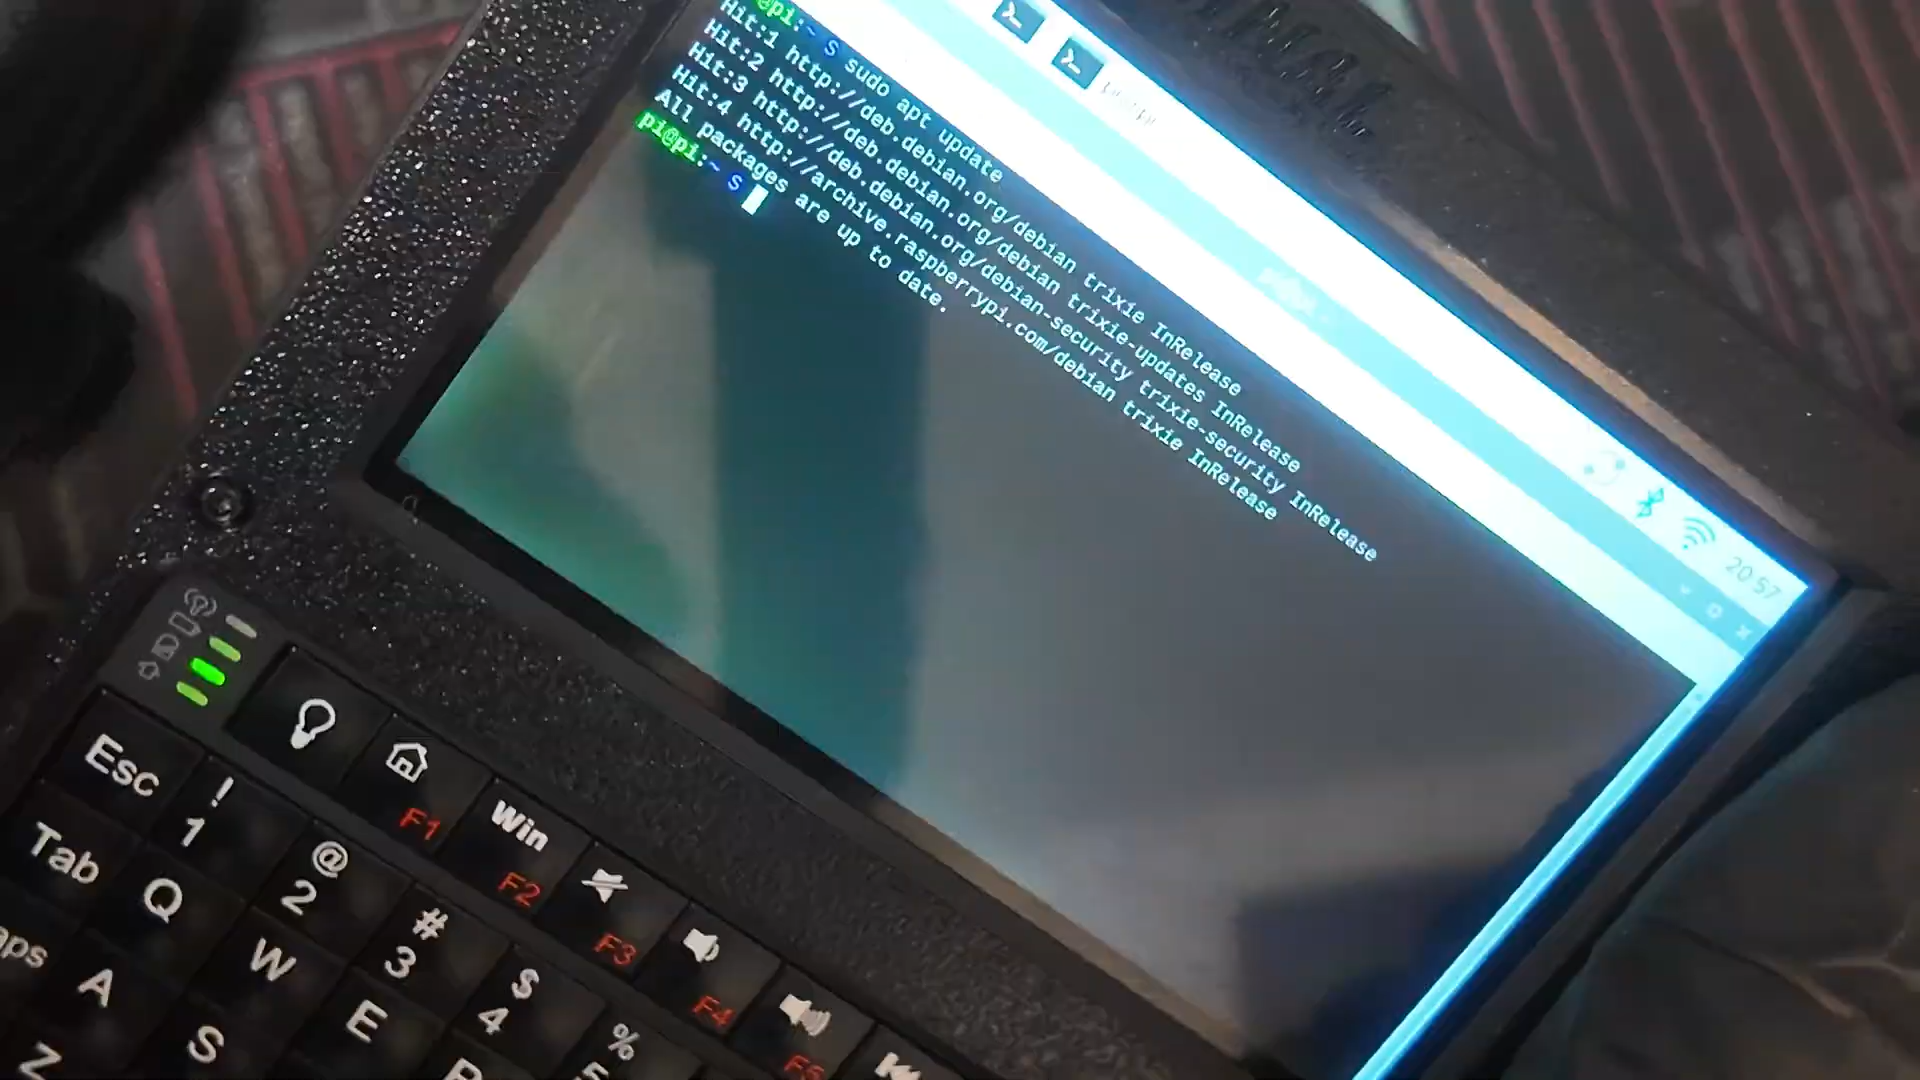 @pi:~ $ sudo apt update
Hit:1 http://deb.debian.org/debian trixie InRelease
Hit:2 http://deb.debian.org/debian trixie-updates InRelease
Hit:3 http://deb.debian.org/debian-security trixie-security InRelease
Hit:4 http://archive.raspberrypi.com/debian trixie InRelease
All packages are up to date.
pi@pi:~ $
20:57
Esc
! 1
@ 2
# 3
$ 4
% 5
F1
Win F2
F3
F4
F5
Tab
Q
W
E
R
aps
A
S
Z